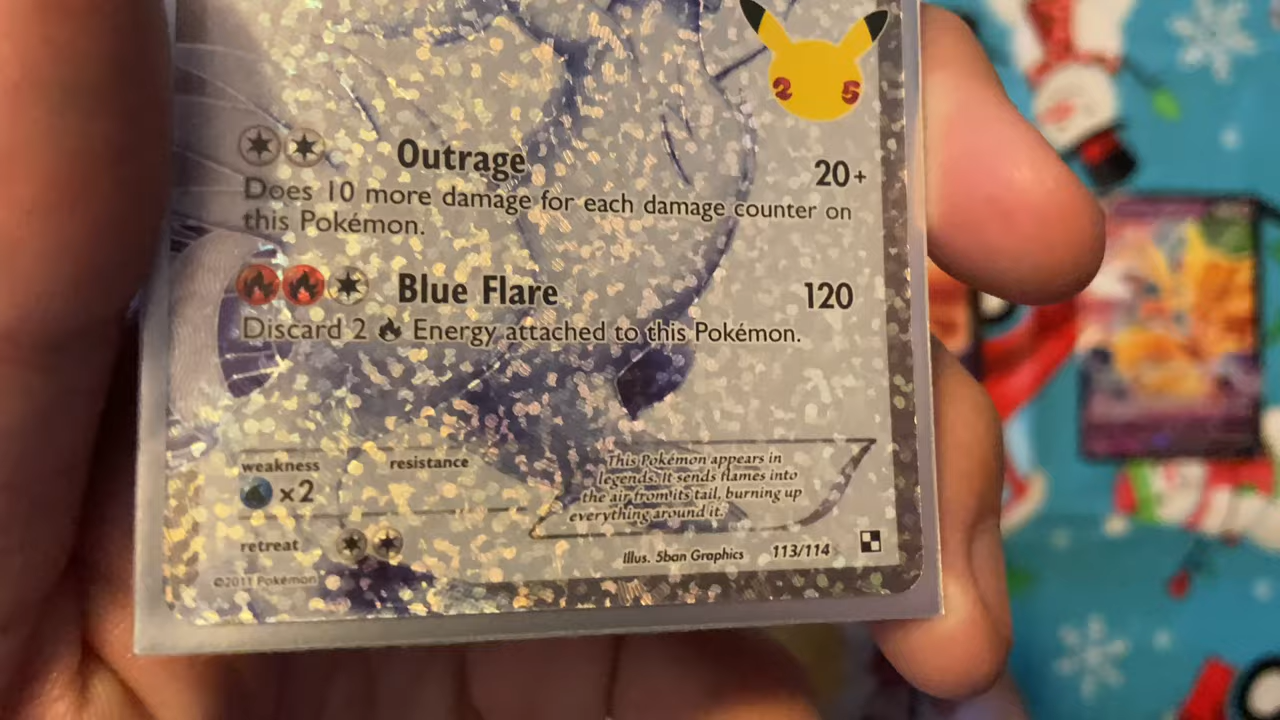 2 5
Outrage 20+
Does 10 more damage for each damage counter on
this Pokémon.
Blue Flare 120
Discard 2 Energy attached to this Pokémon.
weakness resistance
×2
This Pokémon appears in
legends. It sends flames into
the air from its tail, burning up
everything around it.
retreat
Illus. 5ban Graphics 113/114
©2011 Pokémon